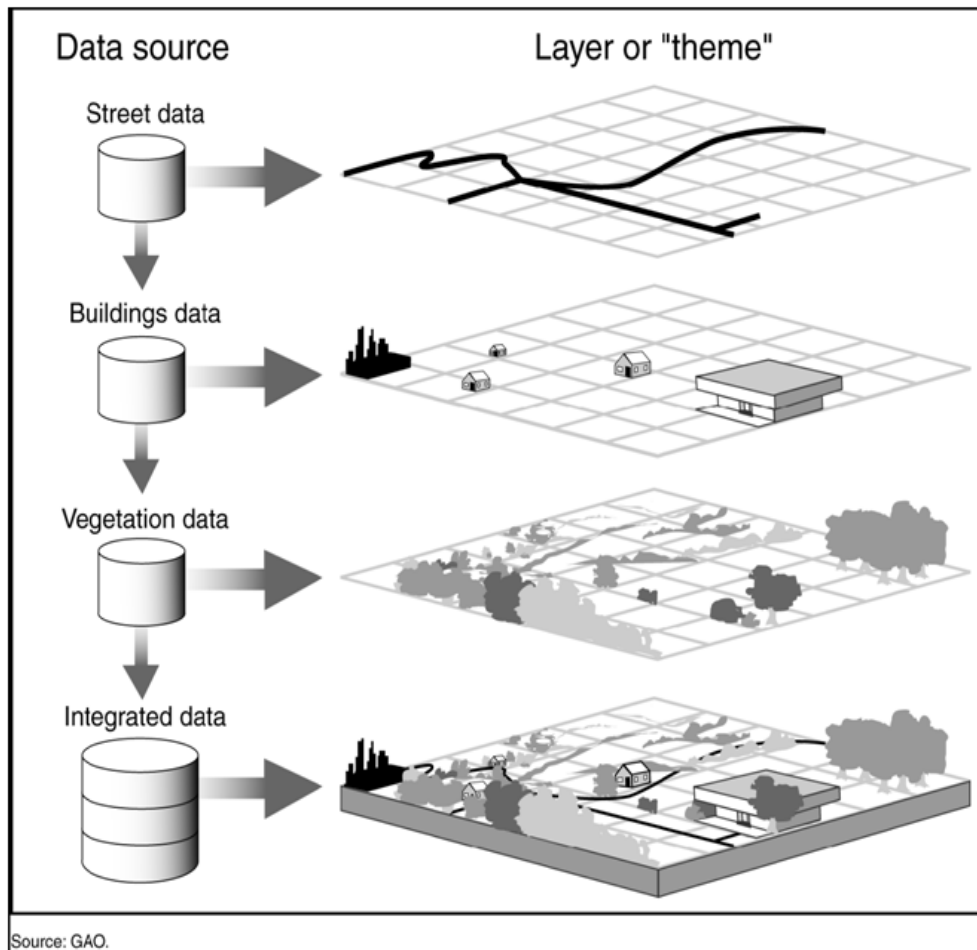 Data source
Layer or "theme"
Street data
Buildings data
Vegetation data
Integrated data
Source: GAO.